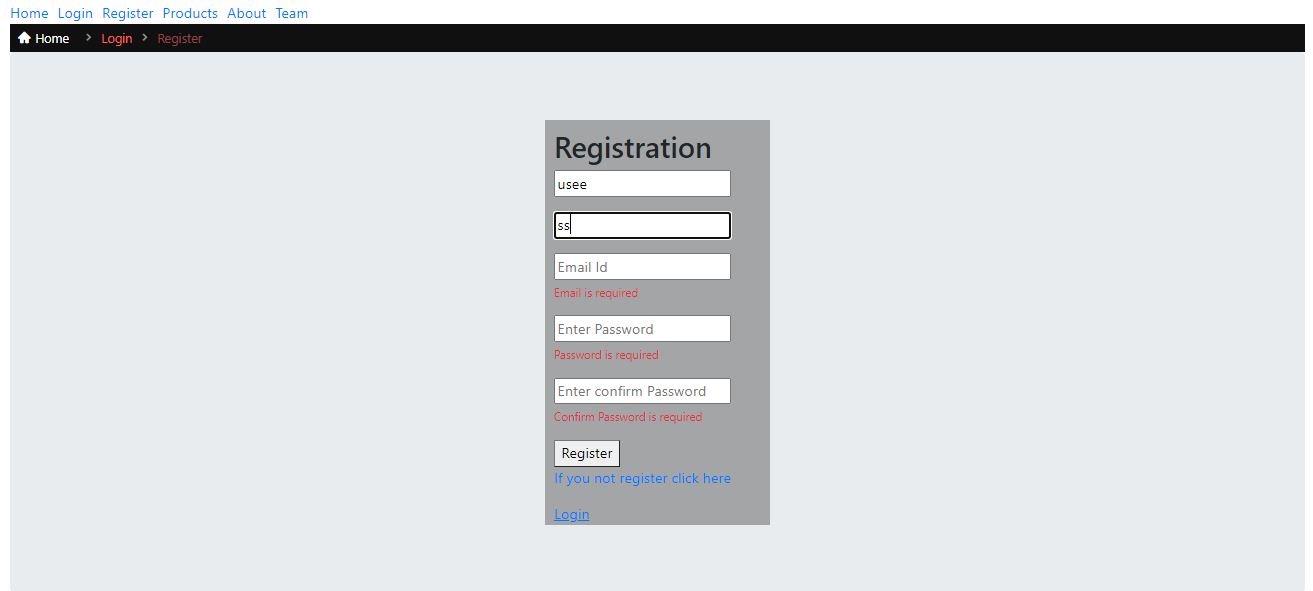 Home Login Register Products About Team
Home > Login > Register
Registration
usee
ss
Email Id
Email is required
Enter Password
Password is required
Enter confirm Password
Confirm Password is required
Register
If you not register click here
Login